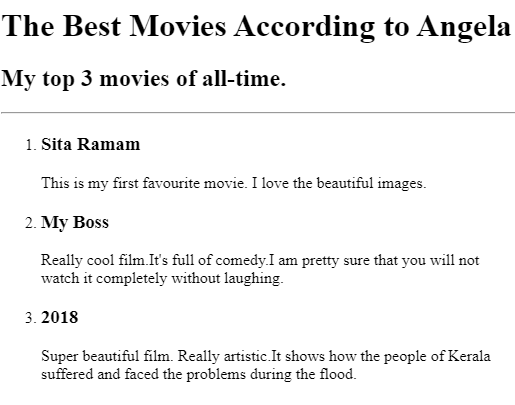 The Best Movies According to Angela
My top 3 movies of all-time.
1. Sita Ramam
This is my first favourite movie. I love the beautiful images.
2. My Boss
Really cool film.It's full of comedy.I am pretty sure that you will not
watch it completely without laughing.
3. 2018
Super beautiful film. Really artistic.It shows how the people of Kerala
suffered and faced the problems during the flood.